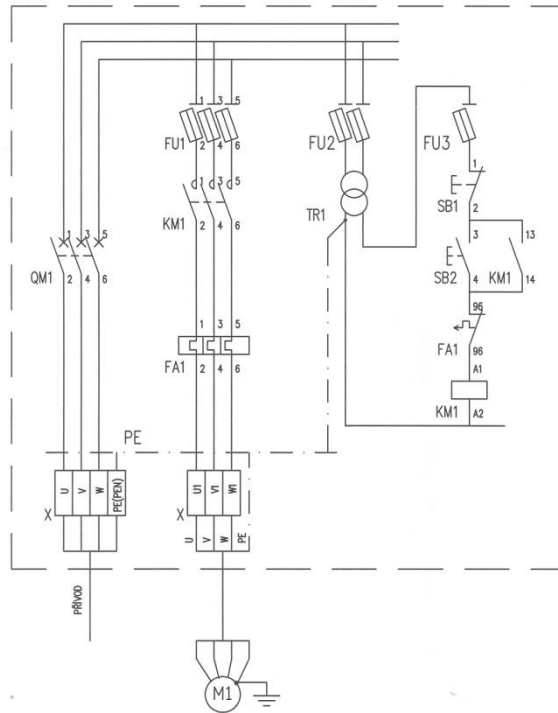 1 3 5
FU1
2 4 6
FU2
FU3
1
SB1
2
1 3 5
KM1
2 4 6
TR1
1 3 5
QM1
2 4 6
3
SB2
4
13
KM1
14
96
FA1
96
A1
KM1
A2
1 3 5
FA1
2 4 6
PE
U
V
W
PE(PEN)
X
U1
V1
W1
X
U
V
W
PE
PŘÍVOD
M1